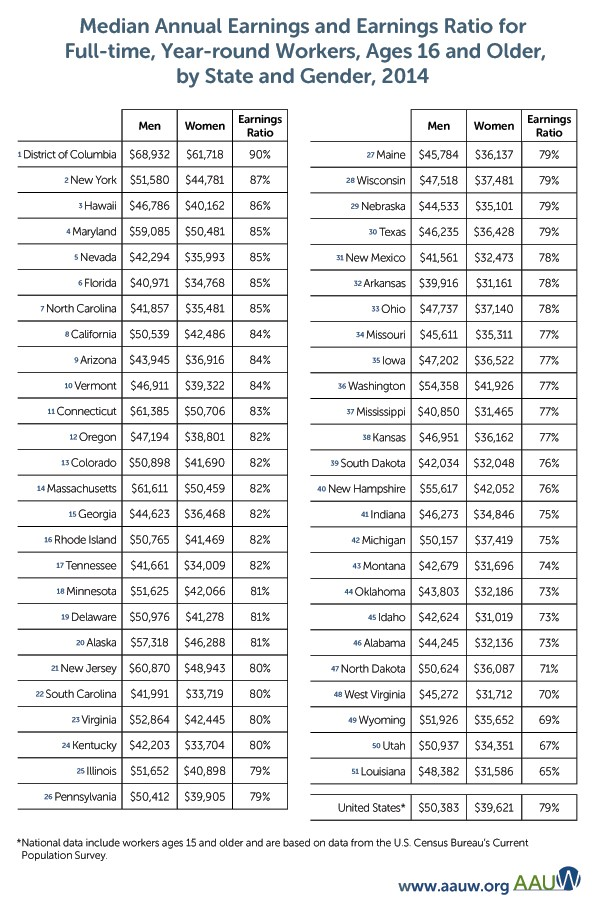 Median Annual Earnings and Earnings Ratio for
Full-time, Year-round Workers, Ages 16 and Older,
by State and Gender, 2014
Men Women Earnings Ratio
1 District of Columbia $68,932 $61,718 90%
2 New York $51,580 $44,781 87%
3 Hawaii $46,786 $40,162 86%
4 Maryland $59,085 $50,481 85%
5 Nevada $42,294 $35,993 85%
6 Florida $40,971 $34,768 85%
7 North Carolina $41,857 $35,481 85%
8 California $50,539 $42,486 84%
9 Arizona $43,945 $36,916 84%
10 Vermont $46,911 $39,322 84%
11 Connecticut $61,385 $50,706 83%
12 Oregon $47,194 $38,801 82%
13 Colorado $50,898 $41,690 82%
14 Massachusetts $61,611 $50,459 82%
15 Georgia $44,623 $36,468 82%
16 Rhode Island $50,765 $41,469 82%
17 Tennessee $41,661 $34,009 82%
18 Minnesota $51,625 $42,066 81%
19 Delaware $50,976 $41,278 81%
20 Alaska $57,318 $46,288 81%
21 New Jersey $60,870 $48,943 80%
22 South Carolina $41,991 $33,719 80%
23 Virginia $52,864 $42,445 80%
24 Kentucky $42,203 $33,704 80%
25 Illinois $51,652 $40,898 79%
26 Pennsylvania $50,412 $39,905 79%
Men Women Earnings Ratio
27 Maine $45,784 $36,137 79%
28 Wisconsin $47,518 $37,481 79%
29 Nebraska $44,533 $35,101 79%
30 Texas $46,235 $36,428 79%
31 New Mexico $41,561 $32,473 78%
32 Arkansas $39,916 $31,161 78%
33 Ohio $47,737 $37,140 78%
34 Missouri $45,611 $35,311 77%
35 Iowa $47,202 $36,522 77%
36 Washington $54,358 $41,926 77%
37 Mississippi $40,850 $31,465 77%
38 Kansas $46,951 $36,162 77%
39 South Dakota $42,034 $32,048 76%
40 New Hampshire $55,617 $42,052 76%
41 Indiana $46,273 $34,846 75%
42 Michigan $50,157 $37,419 75%
43 Montana $42,679 $31,696 74%
44 Oklahoma $43,803 $32,186 73%
45 Idaho $42,624 $31,019 73%
46 Alabama $44,245 $32,136 73%
47 North Dakota $50,624 $36,087 71%
48 West Virginia $45,272 $31,712 70%
49 Wyoming $51,926 $35,652 69%
50 Utah $50,937 $34,351 67%
51 Louisiana $48,382 $31,586 65%
United States* $50,383 $39,621 79%
*National data include workers ages 15 and older and are based on data from the U.S. Census Bureau's Current
Population Survey.
www.aauw.org AAUW